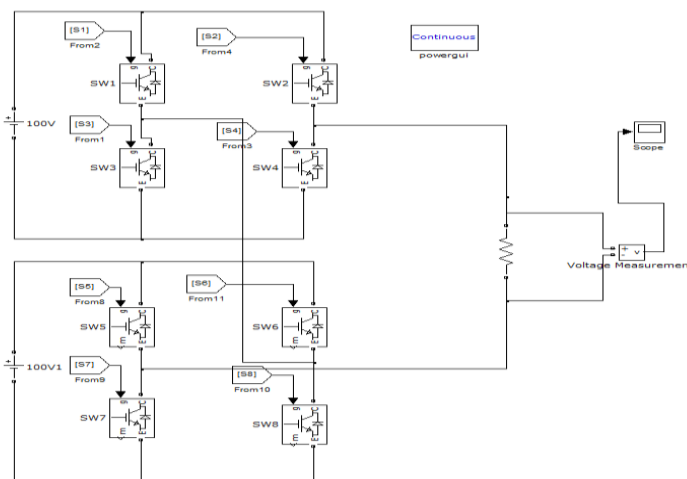 [S1]
From2
[S2]
From4
Continuous
powergui
g
C
E
SW1
g
C
E
SW2
100V
[S3]
From1
[S4]
From3
Scope
g
C
E
SW3
g
C
E
SW4
+
-
v
Voltage Measurement
[S5]
From8
[S6]
From11
g
C
m
E
SW5
g
C
m
E
SW6
100V1
[S7]
From9
[S8]
From10
g
C
m
E
SW7
g
C
m
E
SW8